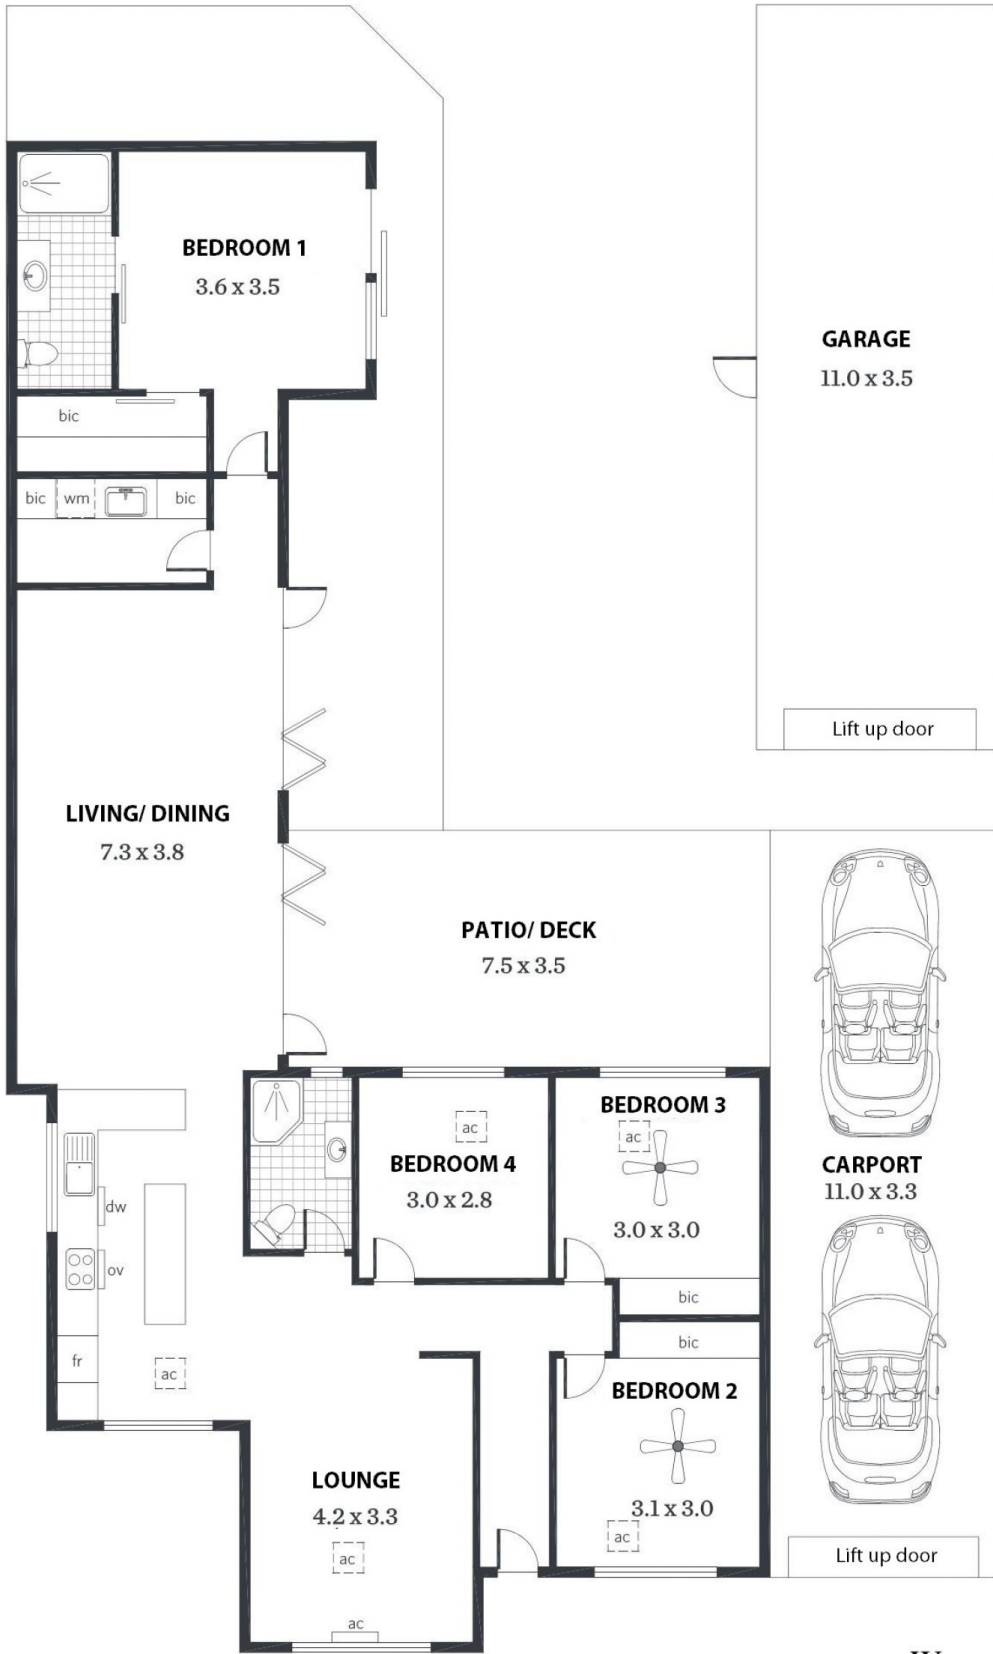 BEDROOM 1
3.6 x 3.5
GARAGE
11.0 x 3.5
bic
bic
wm
bic
Lift up door
LIVING/ DINING
7.3 x 3.8
PATIO/ DECK
7.5 x 3.5
BEDROOM 3
ac
ac
BEDROOM 4
3.0 x 2.8
CARPORT
11.0 x 3.3
dw
3.0 x 3.0
ov
bic
bic
fr
ac
BEDROOM 2
LOUNGE
4.2 x 3.3
3.1 x 3.0
ac
ac
Lift up door
ac